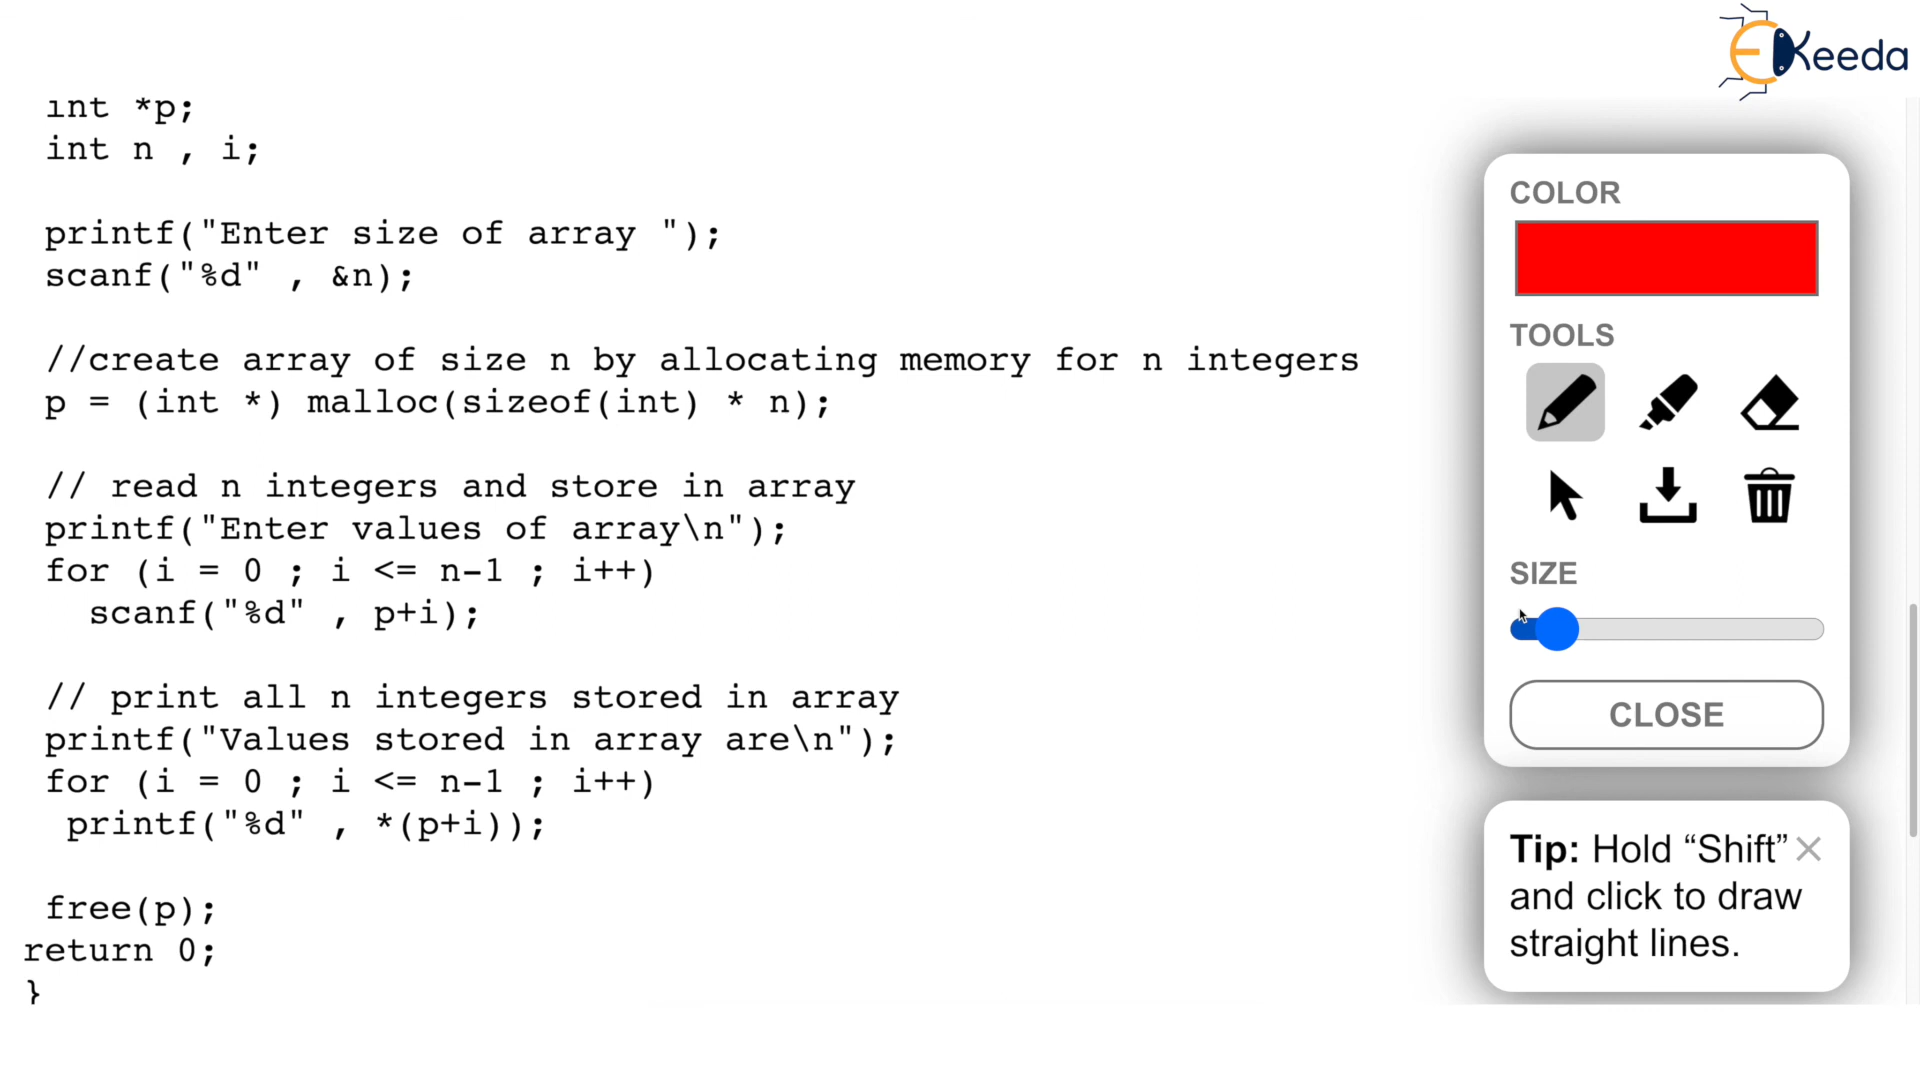 EKeeda
int *p;
int n , i;
printf("Enter size of array ");
scanf("%d" , &n);
//create array of size n by allocating memory for n integers
p = (int *) malloc(sizeof(int) * n);
// read n integers and store in array
printf("Enter values of array\n");
for (i = 0 ; i <= n-1 ; i++)
scanf("%d" , p+i);
// print all n integers stored in array
printf("Values stored in array are\n");
for (i = 0 ; i <= n-1 ; i++)
printf("%d" , *(p+i));
free(p);
return 0;
}
COLOR
TOOLS
SIZE
CLOSE
Tip: Hold “Shift”
and click to draw
straight lines.